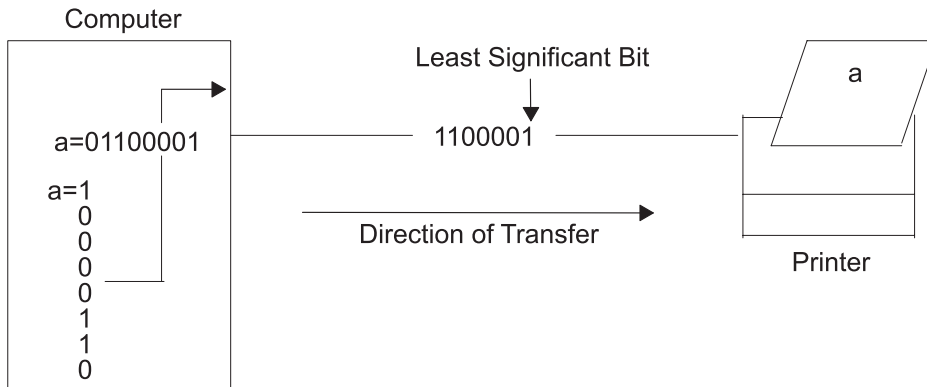 Computer
Least Significant Bit
a
a=01100001
1100001
a=1
0
0
0
0
1
1
0
Direction of Transfer
Printer